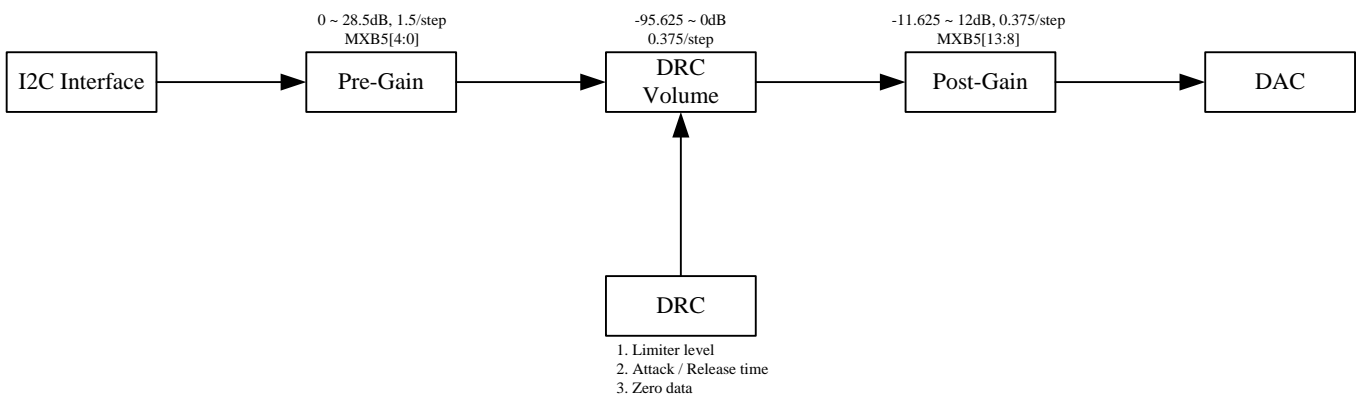 0 ~ 28.5dB, 1.5/step
MXB5[4:0]
-95.625 ~ 0dB
0.375/step
-11.625 ~ 12dB, 0.375/step
MXB5[13:8]
I2C Interface
Pre-Gain
DRC
Volume
Post-Gain
DAC
DRC
1. Limiter level
2. Attack / Release time
3. Zero data